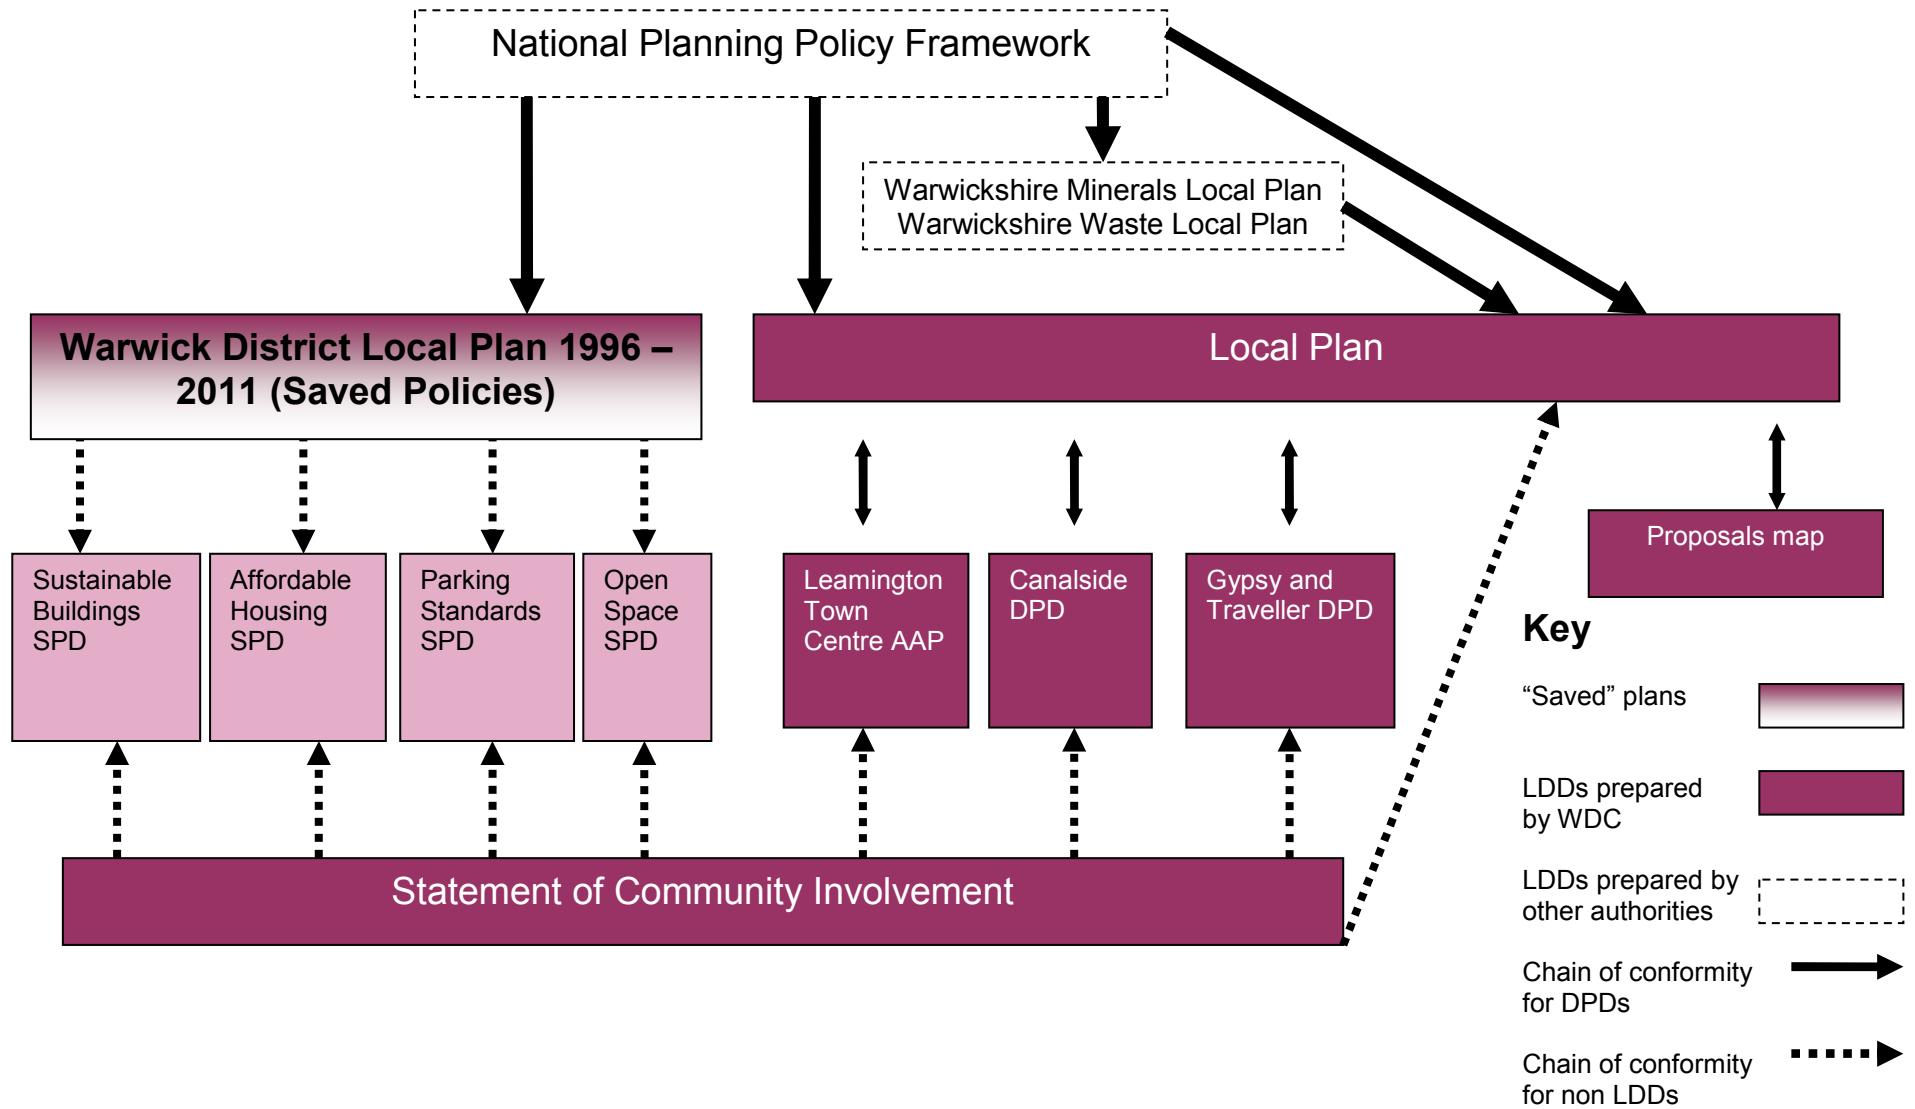 National Planning Policy Framework
Warwickshire Minerals Local Plan
Warwickshire Waste Local Plan
Warwick District Local Plan 1996 –
2011 (Saved Policies)
Local Plan
Sustainable
Buildings
SPD
Affordable
Housing
SPD
Parking
Standards
SPD
Open
Space
SPD
Leamington
Town
Centre AAP
Canalside
DPD
Gypsy and
Traveller DPD
Proposals map
Statement of Community Involvement
Key
“Saved” plans
LDDs prepared
by WDC
LDDs prepared by
other authorities
Chain of conformity
for DPDs
Chain of conformity
for non LDDs